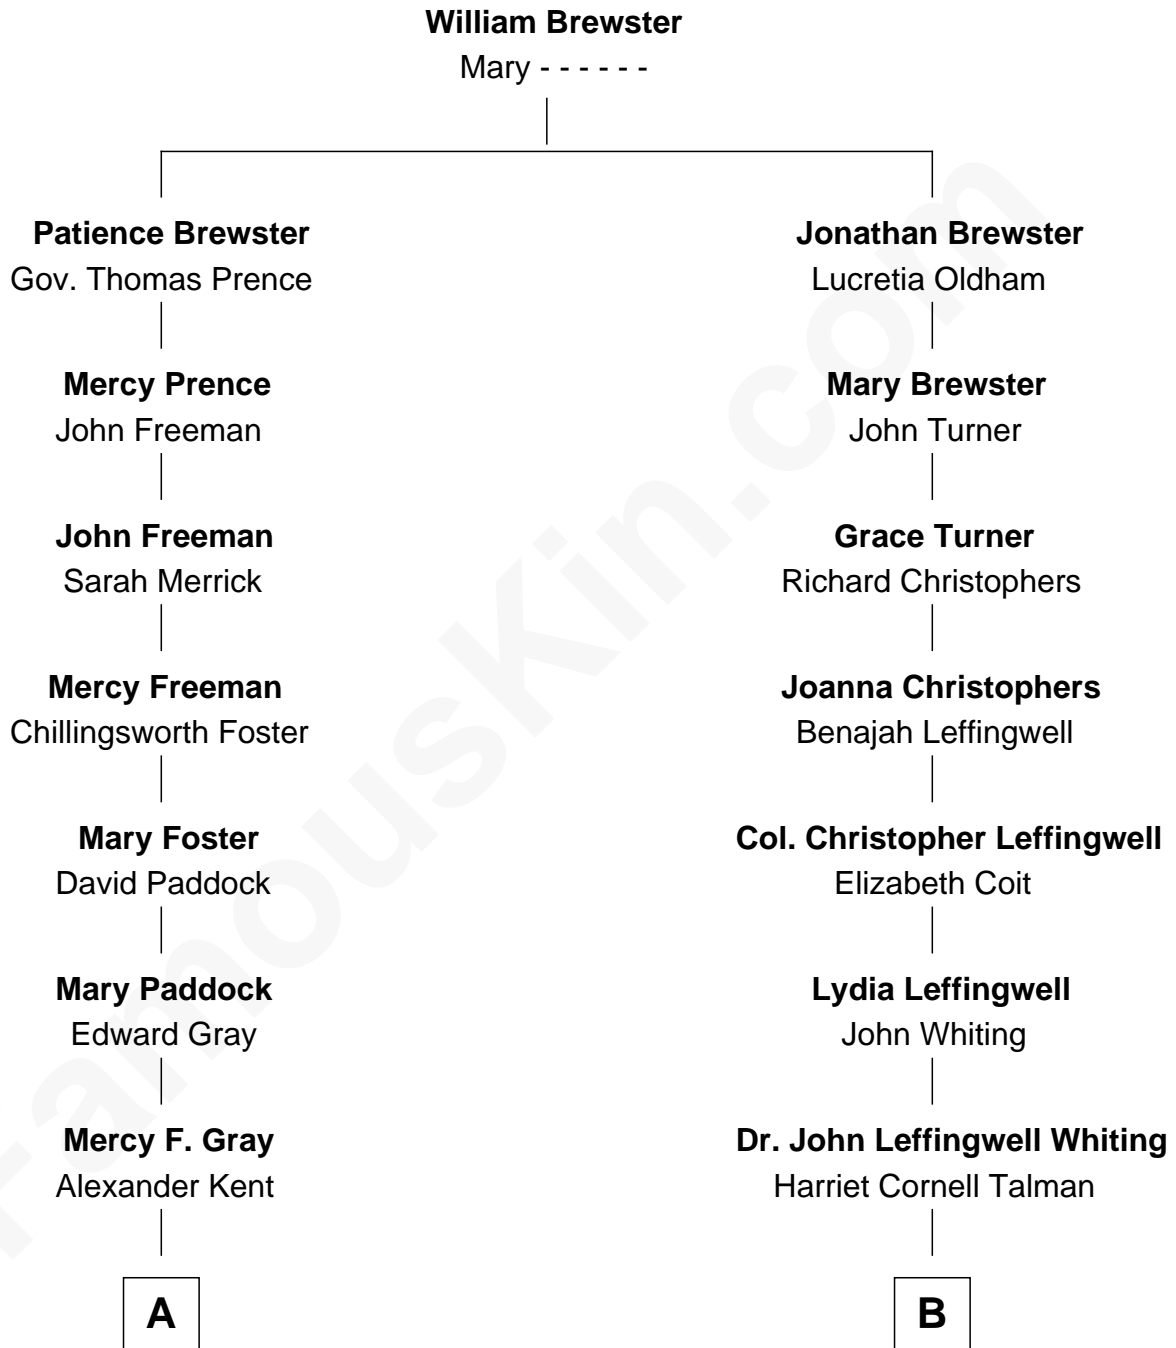 William Brewster
Mary - - - - - -
Patience Brewster
Gov. Thomas Prence
Jonathan Brewster
Lucretia Oldham
Mercy Prence
John Freeman
Mary Brewster
John Turner
John Freeman
Sarah Merrick
Grace Turner
Richard Christophers
Mercy Freeman
Chillingsworth Foster
Joanna Christophers
Benajah Leffingwell
Mary Foster
David Paddock
Col. Christopher Leffingwell
Elizabeth Coit
Mary Paddock
Edward Gray
Lydia Leffingwell
John Whiting
Mercy F. Gray
Alexander Kent
Dr. John Leffingwell Whiting
Harriet Cornell Talman
A
B
FamousKin.com